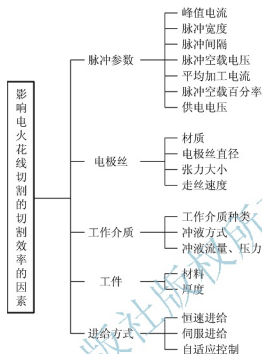 影响电火花线切割的切割效率的因素
脉冲参数
峰值电流
脉冲宽度
脉冲间隔
脉冲空载电压
平均加工电流
脉冲空载百分率
供电电压
电极丝
材质
电极丝直径
张力大小
走丝速度
工作介质
工作介质种类
冲液方式
冲液流量、压力
工件
材料
厚度
进给方式
恒速进给
伺服进给
自适应控制
版社版权所